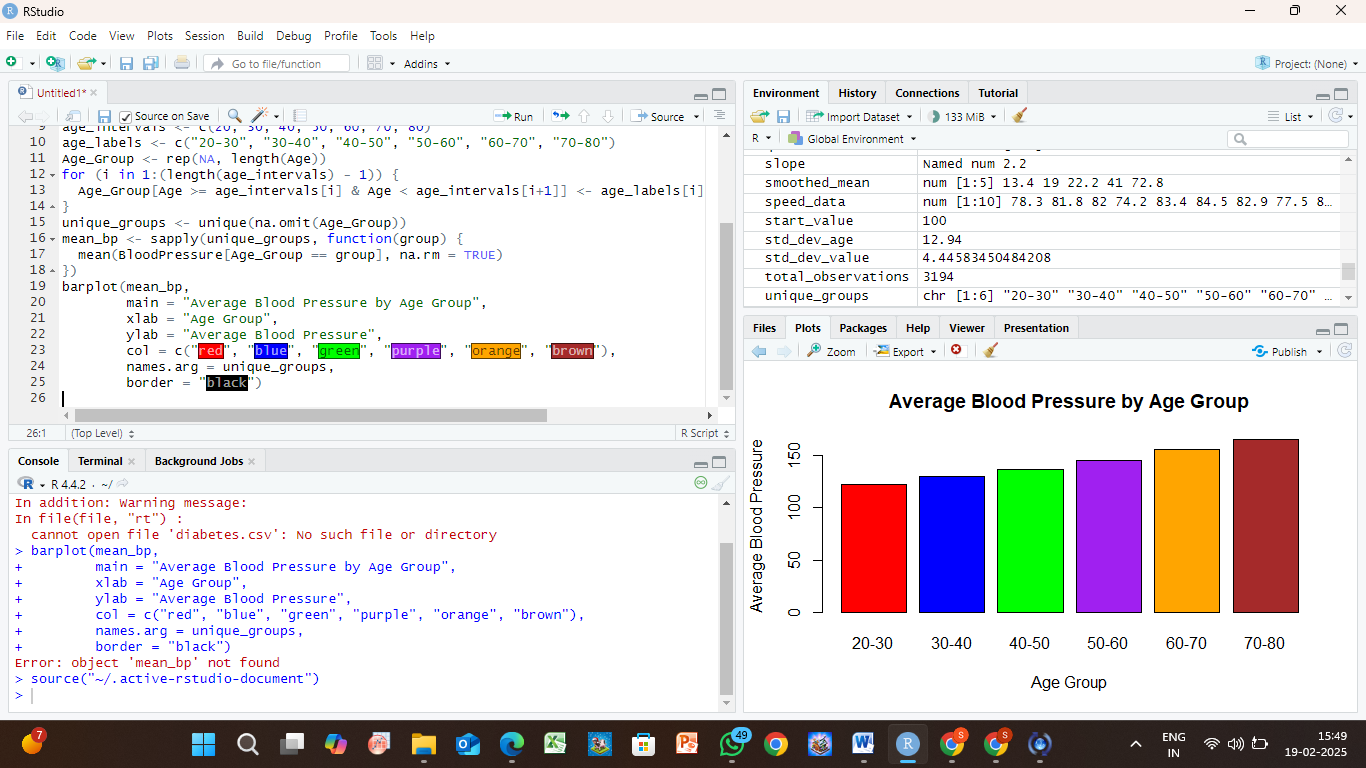 RStudio
File Edit Code View Plots Session Build Debug Profile Tools Help
Go to file/function Addins Project: (None)
Untitled1*
Source on Save Run Source
9 age_intervals <- c(20, 30, 40, 50, 60, 70, 80)
10 age_labels <- c("20-30", "30-40", "40-50", "50-60", "60-70", "70-80")
11 Age_Group <- rep(NA, length(Age))
12 for (i in 1:(length(age_intervals) - 1)) {
13 Age_Group[Age >= age_intervals[i] & Age < age_intervals[i+1]] <- age_labels[i]
14 }
15 unique_groups <- unique(na.omit(Age_Group))
16 mean_bp <- sapply(unique_groups, function(group) {
17 mean(BloodPressure[Age_Group == group], na.rm = TRUE)
18 })
19 barplot(mean_bp,
20 main = "Average Blood Pressure by Age Group",
21 xlab = "Age Group",
22 ylab = "Average Blood Pressure",
23 col = c("red", "blue", "green", "purple", "orange", "brown"),
24 names.arg = unique_groups,
25 border = "black")
26
26:1 (Top Level) R Script
Console Terminal Background Jobs
R 4.4.2 . ~/
In addition: Warning message:
In file(file, "rt") :
cannot open file 'diabetes.csv': No such file or directory
> barplot(mean_bp,
+ main = "Average Blood Pressure by Age Group",
+ xlab = "Age Group",
+ ylab = "Average Blood Pressure",
+ col = c("red", "blue", "green", "purple", "orange", "brown"),
+ names.arg = unique_groups,
+ border = "black")
Error: object 'mean_bp' not found
> source("~/.active-rstudio-document")
>
Environment History Connections Tutorial
Import Dataset 133 MiB List
R Global Environment
slope Named num 2.2
smoothed_mean num [1:5] 13.4 19 22.2 41 72.8
speed_data num [1:10] 78.3 81.8 82 74.2 83.4 84.5 82.9 77.5 8…
start_value 100
std_dev_age 12.94
std_dev_value 4.44583450484208
total_observations 3194
unique_groups chr [1:6] "20-30" "30-40" "40-50" "50-60" "60-70" …
Files Plots Packages Help Viewer Presentation
Zoom Export Publish
Average Blood Pressure by Age Group
Average Blood Pressure
150
100
50
0
20-30 30-40 40-50 50-60 60-70 70-80
Age Group
7 49 S S
ENG
IN
15:49
19-02-2025